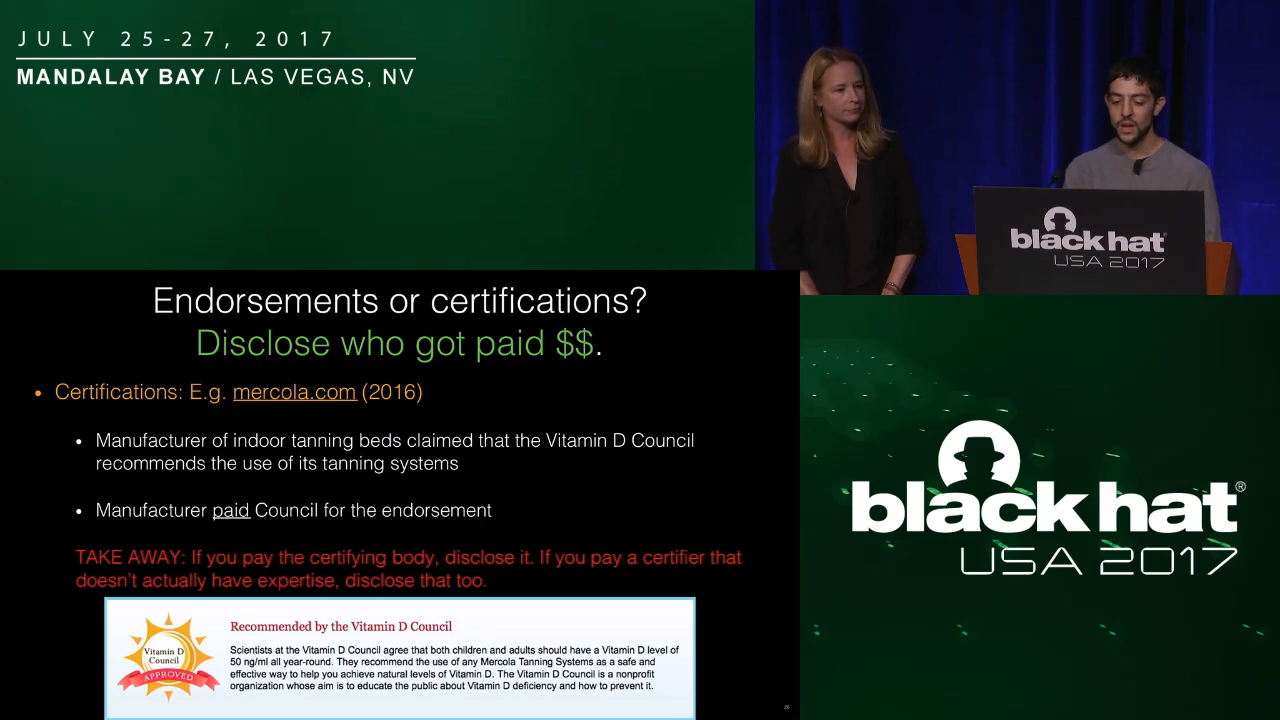 JULY 25-27, 2017
MANDALAY BAY / LAS VEGAS, NV
black hat®
USA 2017
Endorsements or certifications?
Disclose who got paid $$.
• Certifications: E.g. mercola.com (2016)
• Manufacturer of indoor tanning beds claimed that the Vitamin D Council
recommends the use of its tanning systems
• Manufacturer paid Council for the endorsement
TAKE AWAY: If you pay the certifying body, disclose it. If you pay a certifier that
doesn't actually have expertise, disclose that too.
Vitamin D
Council
APPROVED
Recommended by the Vitamin D Council
Scientists at the Vitamin D Council agree that both children and adults should have a Vitamin D level of
50 ng/ml all year-round. They recommend the use of any Mercola Tanning Systems as a safe and
effective way to help you achieve natural levels of Vitamin D. The Vitamin D Council is a nonprofit
organization whose aim is to educate the public about Vitamin D deficiency and how to prevent it.
26
black hat®
USA 2017